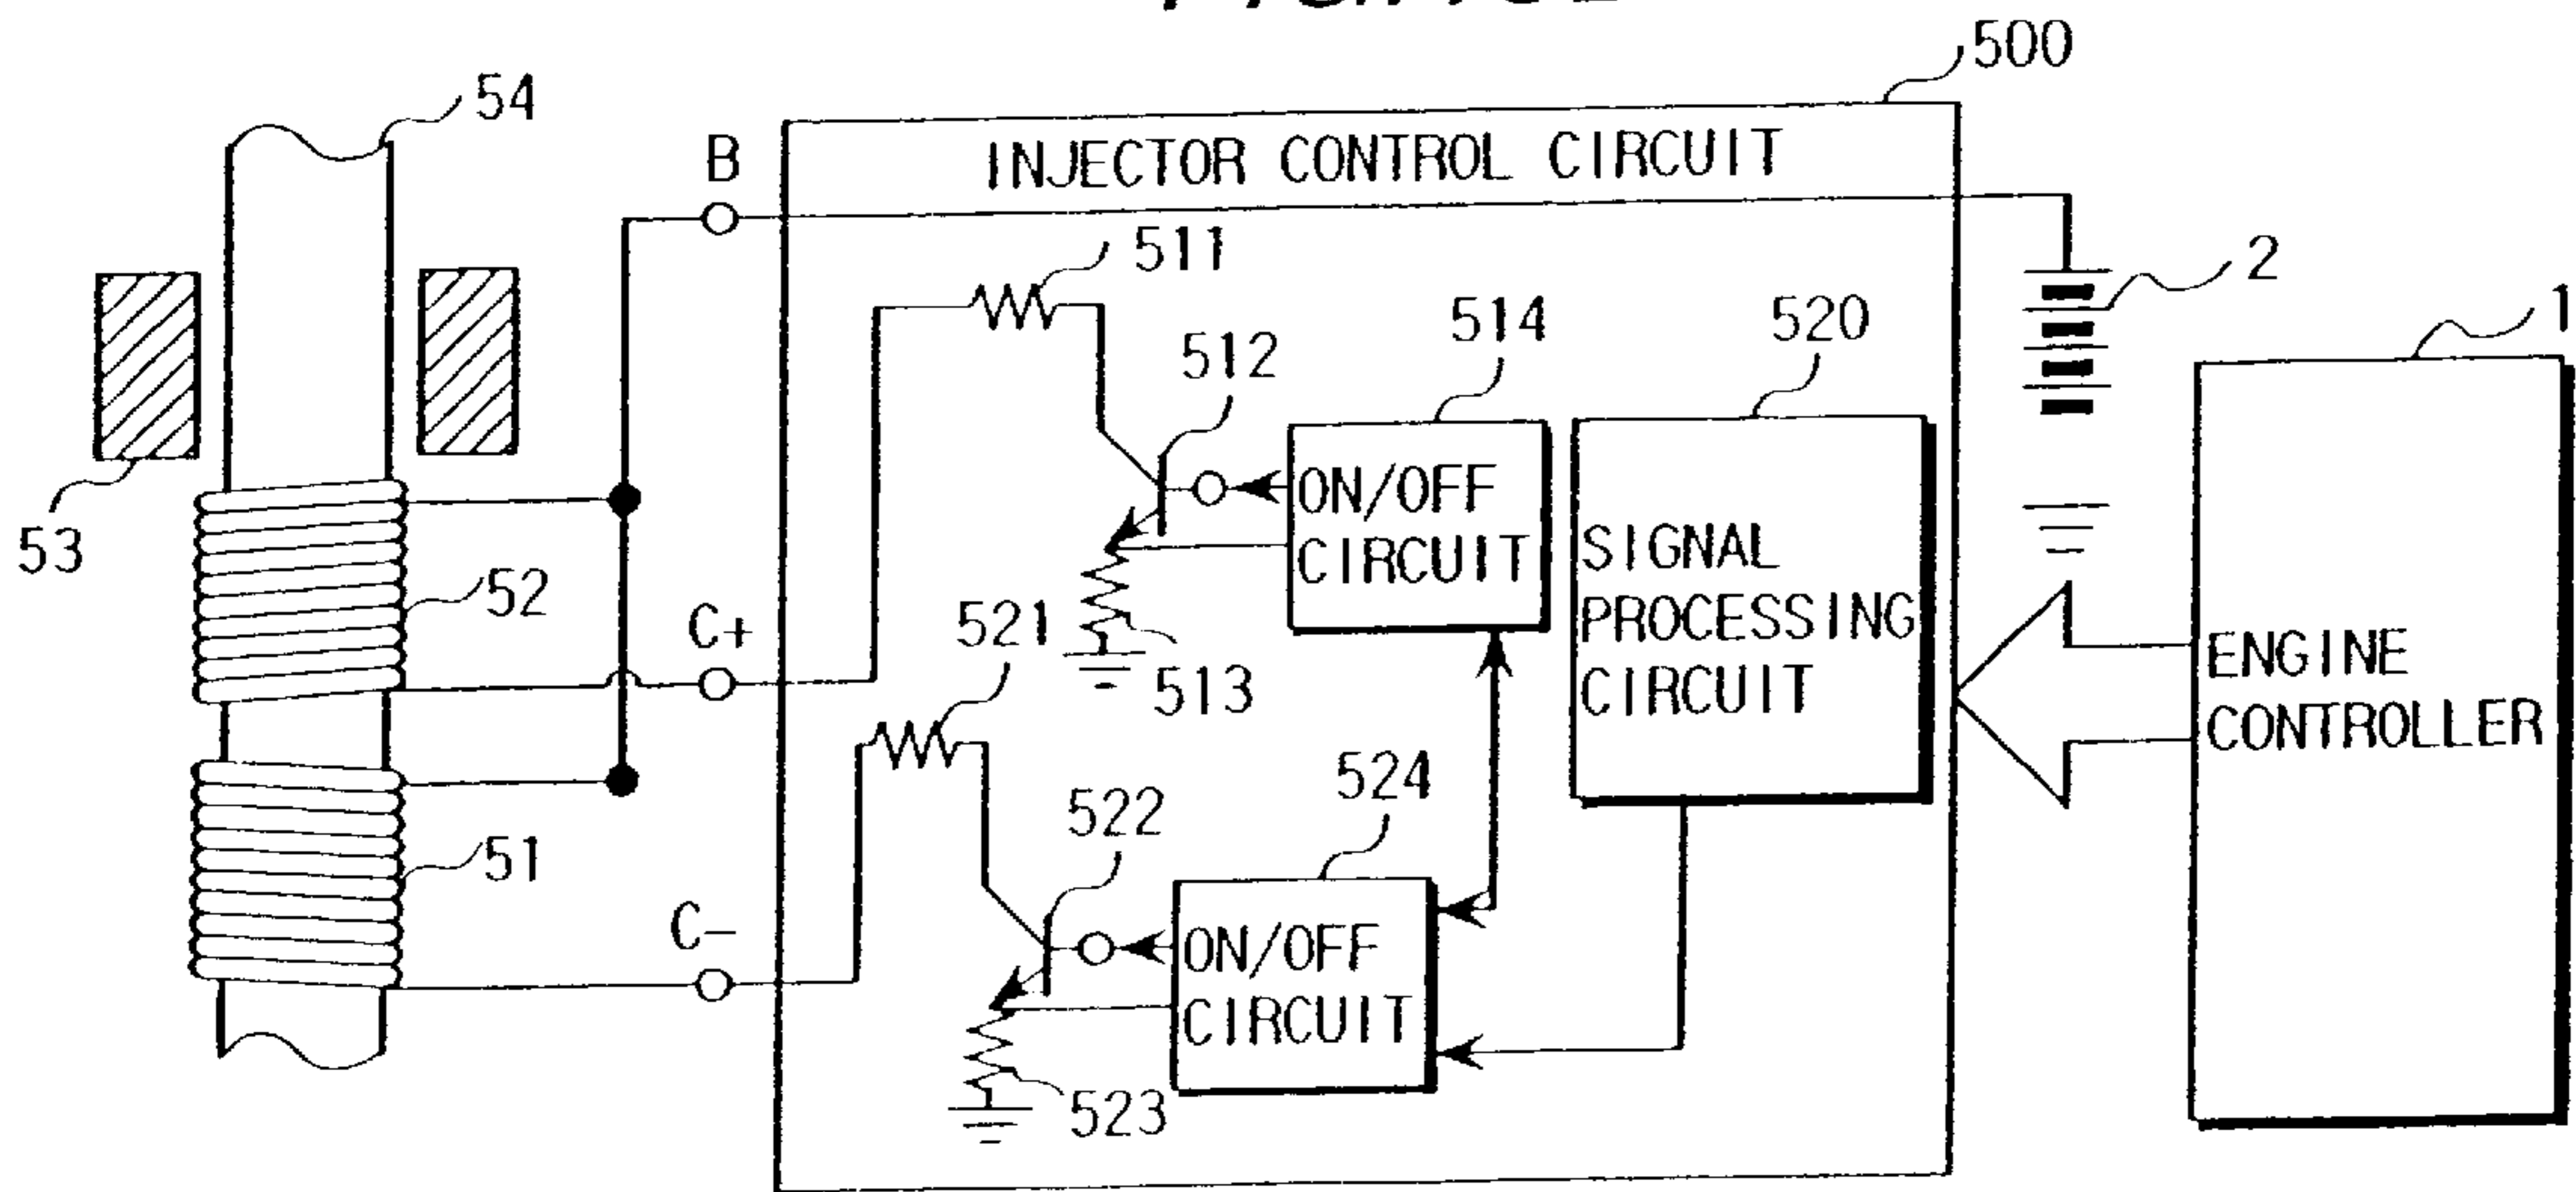 500
54
B
INJECTOR CONTROL CIRCUIT
511
2
514
520
1
512
ON/OFF
CIRCUIT
SIGNAL
PROCESSING
CIRCUIT
53
52
C+
521
513
ENGINE
CONTROLLER
524
522
51
C-
ON/OFF
CIRCUIT
523